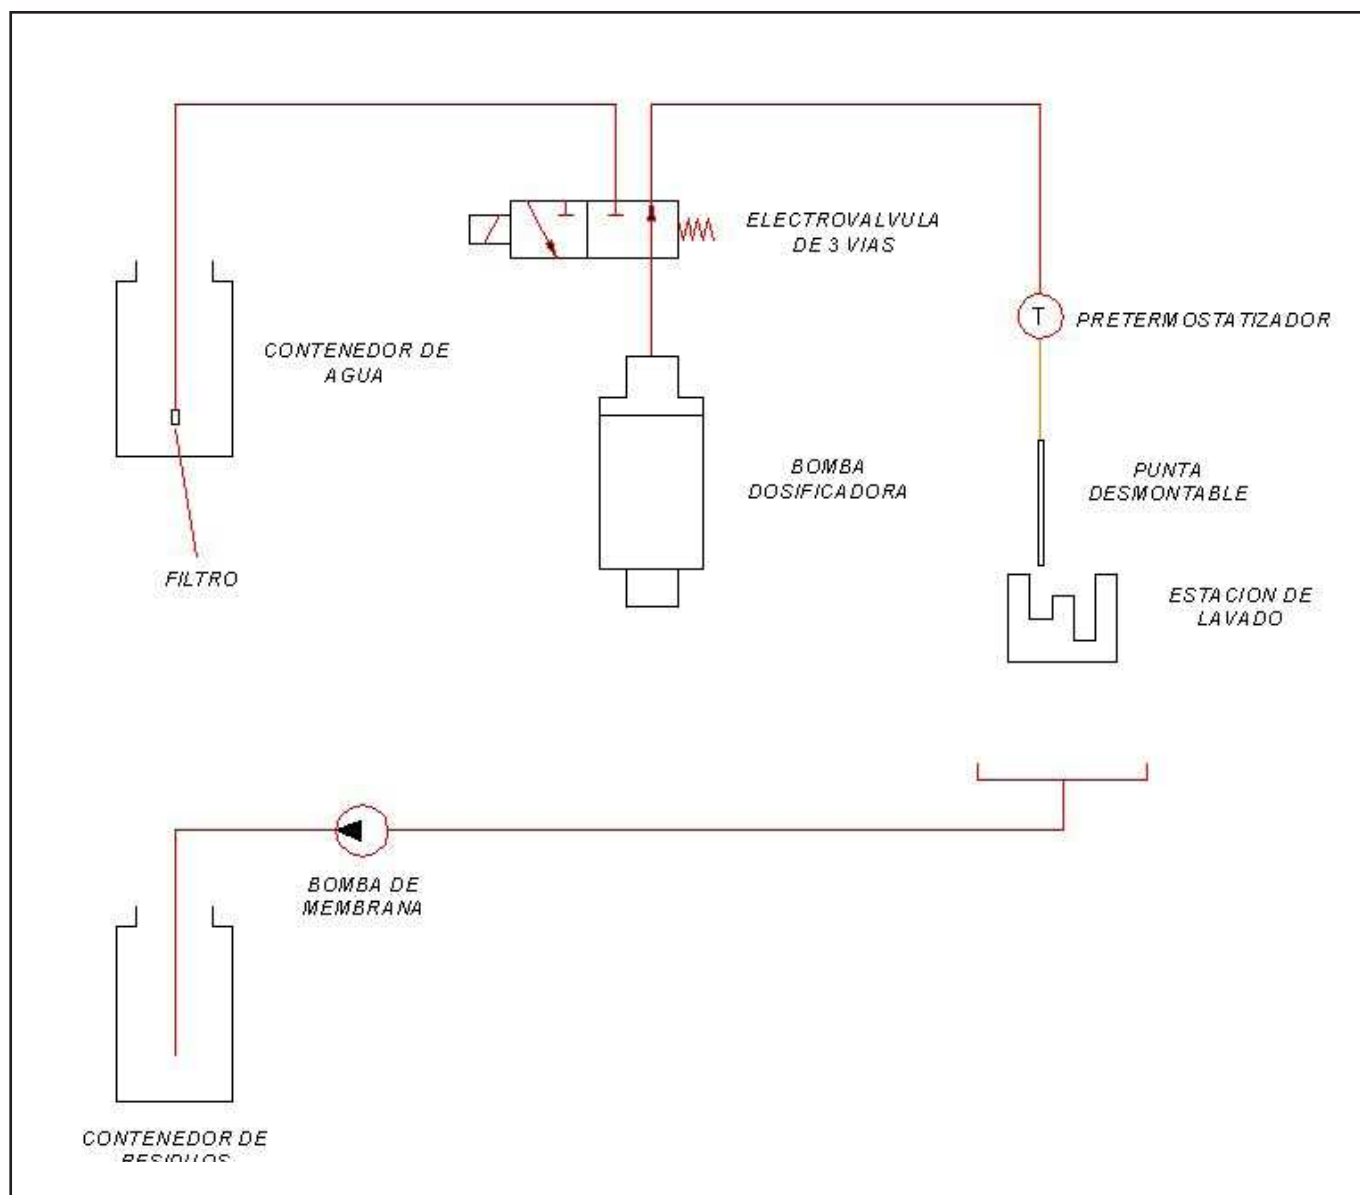 ELECTROVALVULA
DE 3 VIAS
T
PRETERMOSTATIZADOR
CONTENEDOR DE
AGUA
BOMBA
DOSIFICADORA
PUNTA
DESMONTABLE
FILTRO
ESTACION DE
LAVADO
BOMBA DE
MEMBRANA
CONTENEDOR DE
RESIDUOS